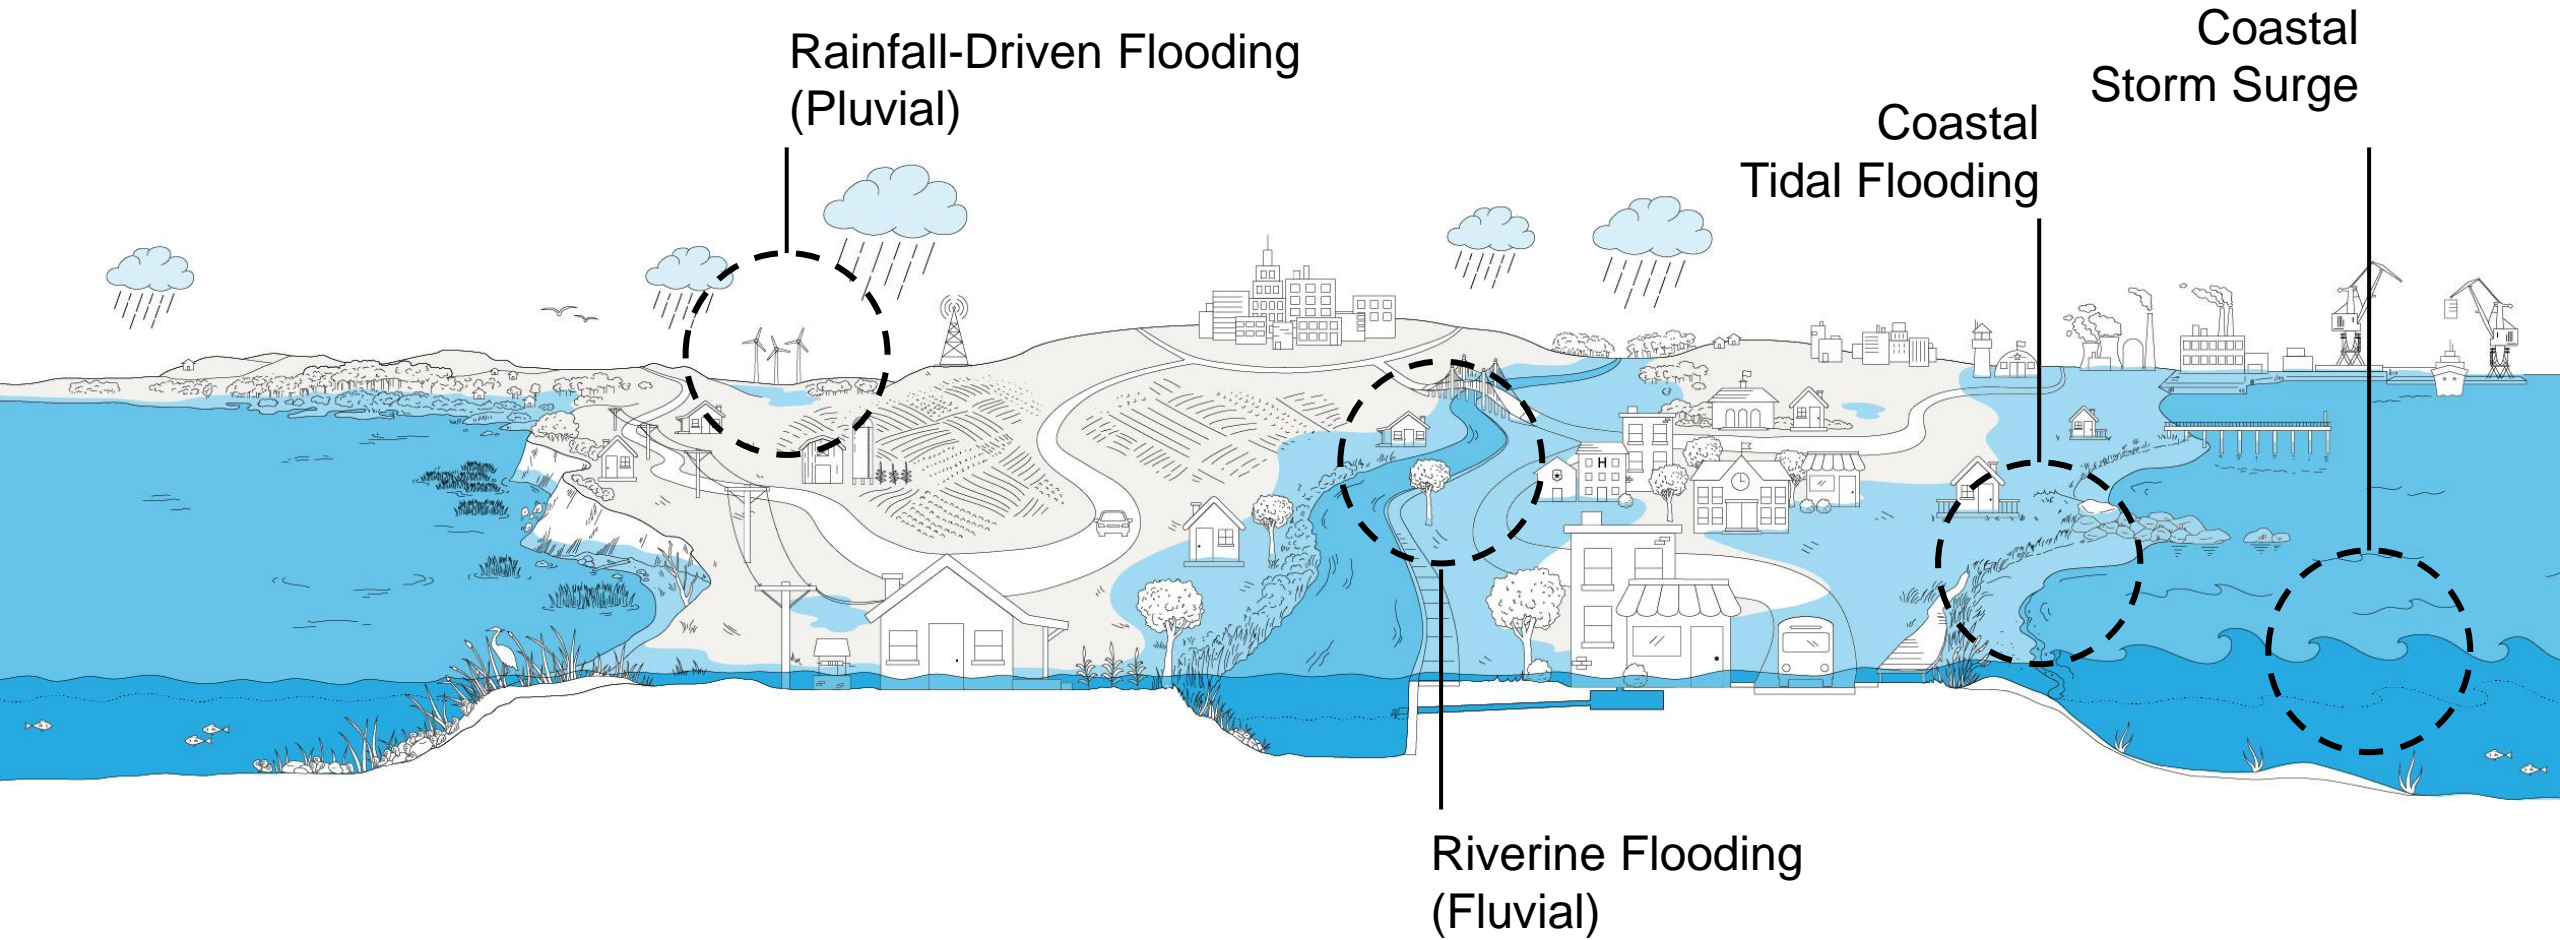 Rainfall-Driven Flooding
(Pluvial)
Coastal
Storm Surge
Coastal
Tidal Flooding
H
Riverine Flooding
(Fluvial)